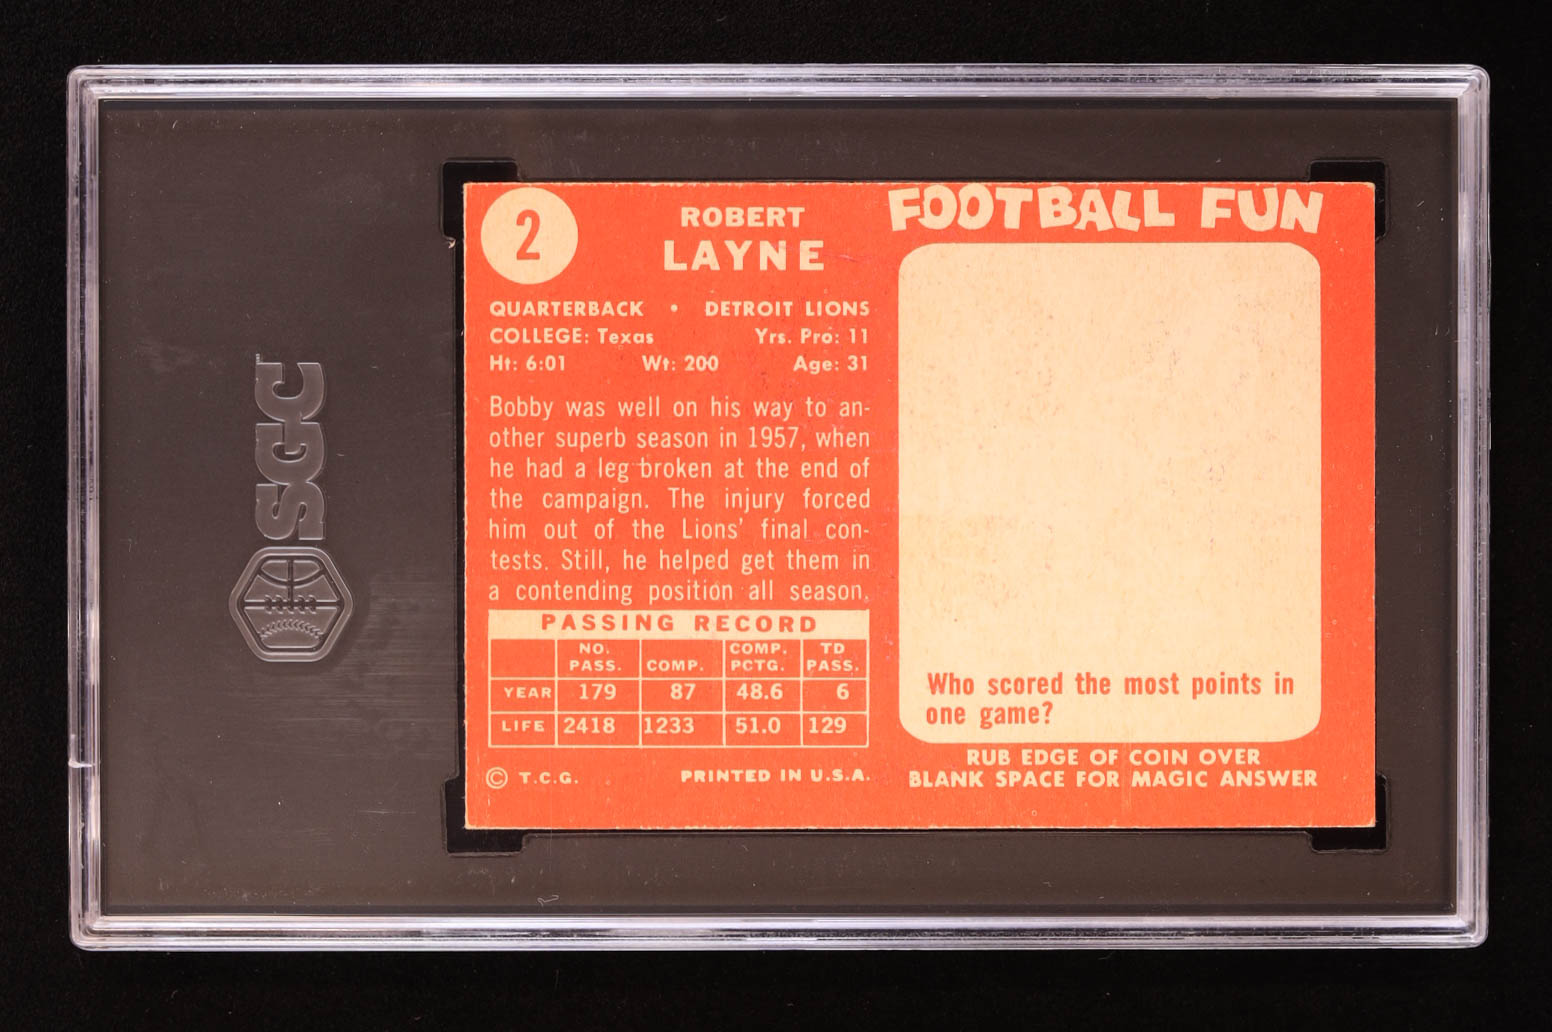 SGC
2
ROBERT
LAYNE
QUARTERBACK • DETROIT LIONS
COLLEGE: Texas Yrs. Pro: 11
Ht: 6:01 Wt: 200 Age: 31
Bobby was well on his way to an-
other superb season in 1957, when
he had a leg broken at the end of
the campaign. The injury forced
him out of the Lions' final con-
tests. Still, he helped get them in
a contending position all season.
PASSING RECORD
NO. PASS. COMP. COMP. PCTG. TD PASS.
YEAR 179 87 48.6 6
LIFE 2418 1233 51.0 129
© T.C.G. PRINTED IN U.S.A.
FOOTBALL FUN
Who scored the most points in
one game?
RUB EDGE OF COIN OVER
BLANK SPACE FOR MAGIC ANSWER